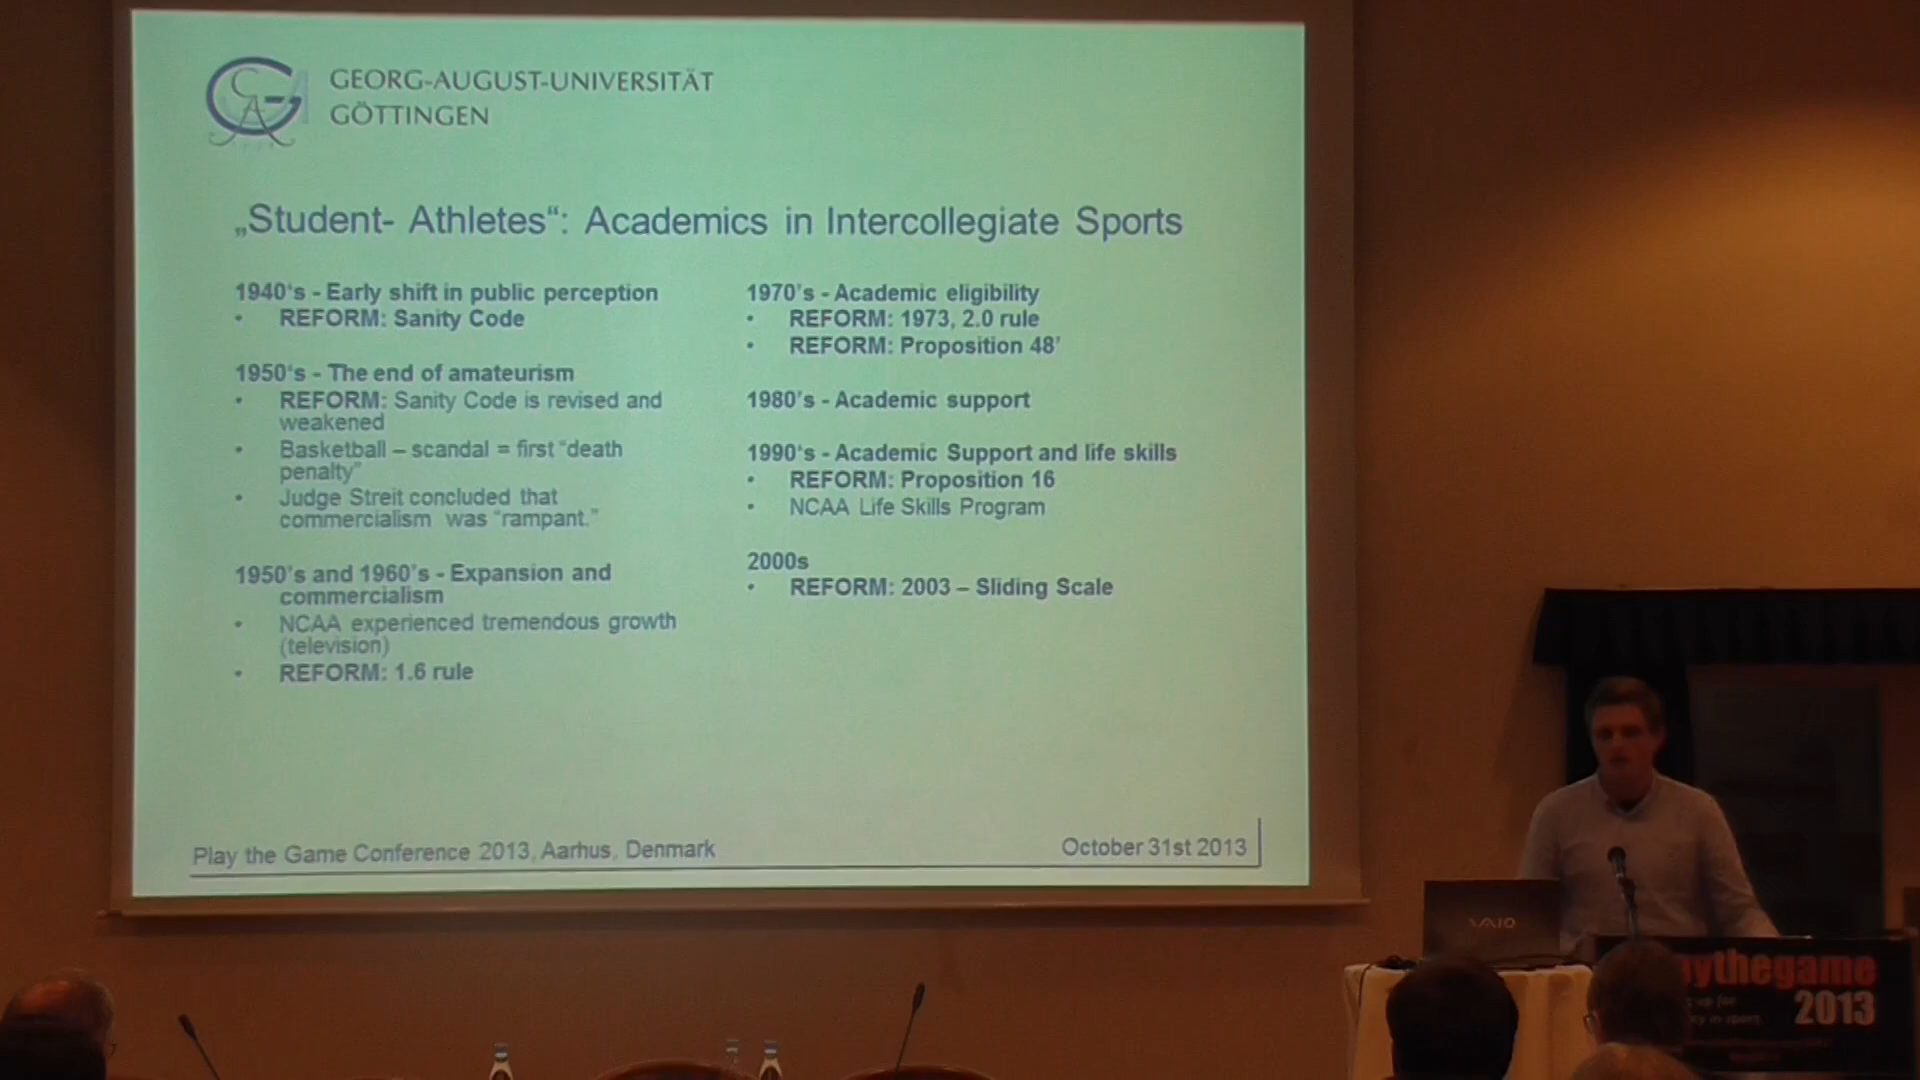 GEORG-AUGUST-UNIVERSITÄT
GÖTTINGEN
„Student- Athletes“: Academics in Intercollegiate Sports
1940's - Early shift in public perception
• REFORM: Sanity Code
1950's - The end of amateurism
• REFORM: Sanity Code is revised and
weakened
• Basketball – scandal = first “death
penalty”
• Judge Streit concluded that
commercialism was “rampant.”
1950's and 1960's - Expansion and
commercialism
• NCAA experienced tremendous growth
(television)
• REFORM: 1.6 rule
1970's - Academic eligibility
• REFORM: 1973, 2.0 rule
• REFORM: Proposition 48'
1980's - Academic support
1990's - Academic Support and life skills
• REFORM: Proposition 16
• NCAA Life Skills Program
2000s
• REFORM: 2003 – Sliding Scale
Play the Game Conference 2013, Aarhus, Denmark
October 31st 2013
VAIO
ythegame
2013